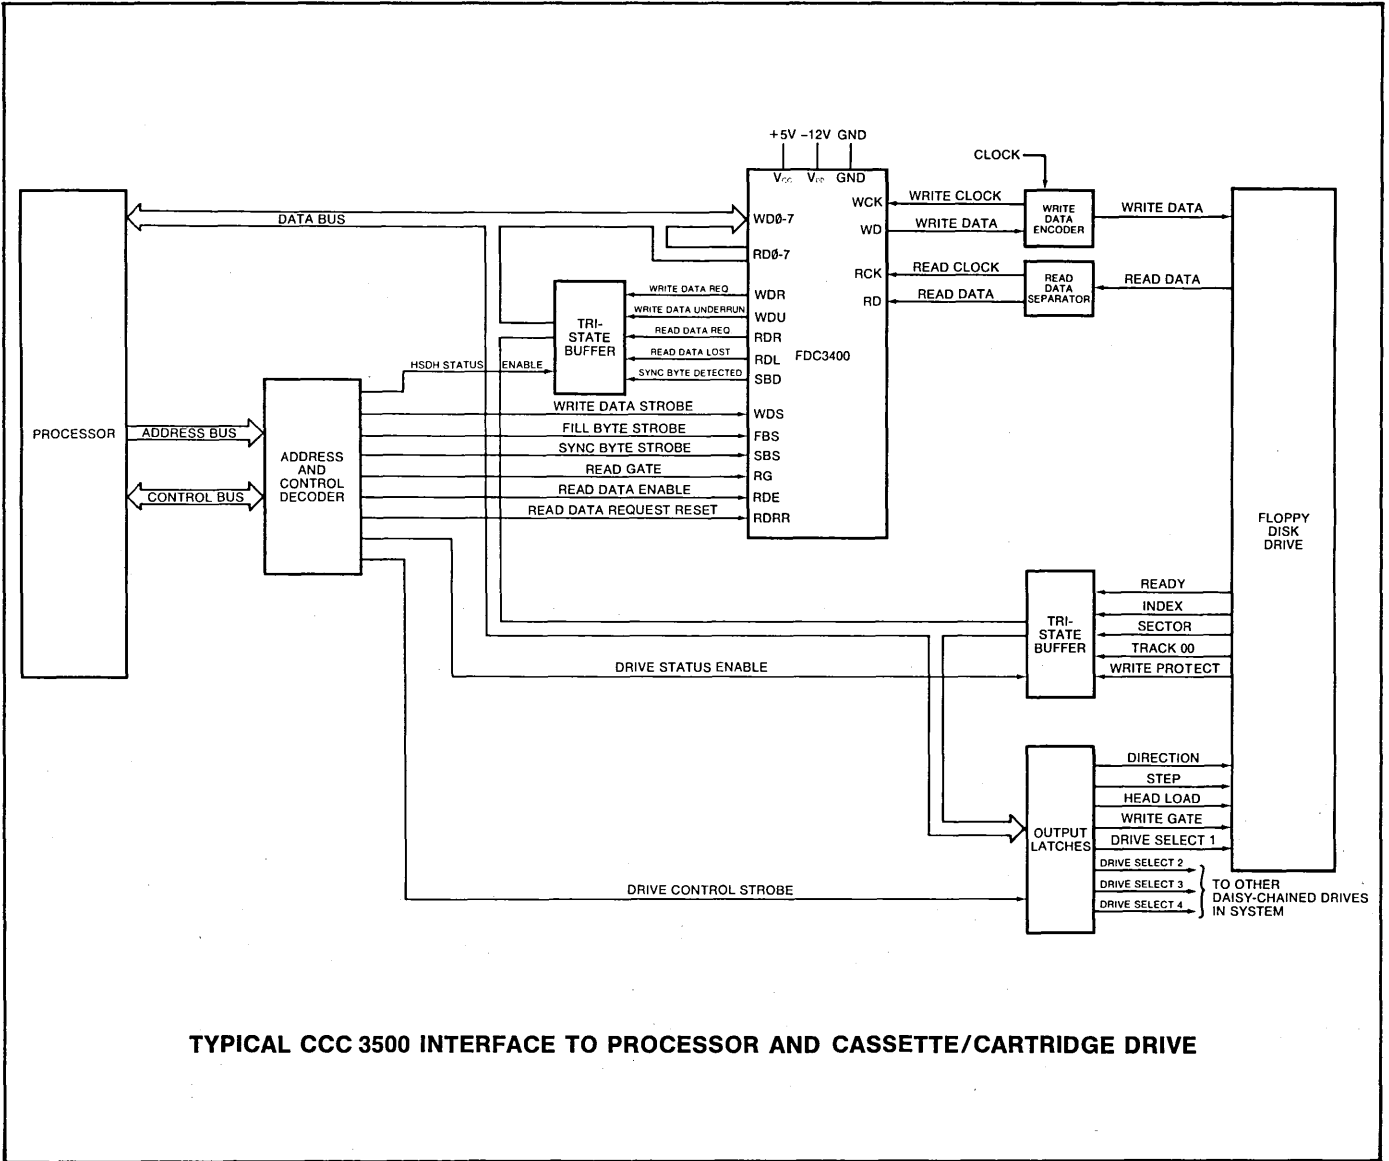 +5V -12V GND
VCC VDD GND
CLOCK
DATA BUS
WDØ-7
RDØ-7
WCK
WRITE CLOCK
WD
WRITE DATA
WRITE
DATA
ENCODER
WRITE DATA
RCK
READ CLOCK
RD
READ DATA
READ
DATA
SEPARATOR
READ DATA
TRI-
STATE
BUFFER
WRITE DATA REQ
WDR
WRITE DATA UNDERRUN
WDU
READ DATA REQ
RDR
READ DATA LOST
RDL
SYNC BYTE DETECTED
SBD
FDC3400
HSDH STATUS ENABLE
PROCESSOR
ADDRESS BUS
CONTROL BUS
ADDRESS
AND
CONTROL
DECODER
WRITE DATA STROBE
WDS
FILL BYTE STROBE
FBS
SYNC BYTE STROBE
SBS
READ GATE
RG
READ DATA ENABLE
RDE
READ DATA REQUEST RESET
RDRR
FLOPPY
DISK
DRIVE
TRI-
STATE
BUFFER
READY
INDEX
SECTOR
TRACK 00
WRITE PROTECT
DRIVE STATUS ENABLE
OUTPUT
LATCHES
DIRECTION
STEP
HEAD LOAD
WRITE GATE
DRIVE SELECT 1
DRIVE SELECT 2
DRIVE SELECT 3
DRIVE SELECT 4
TO OTHER
DAISY-CHAINED DRIVES
IN SYSTEM
DRIVE CONTROL STROBE
TYPICAL CCC 3500 INTERFACE TO PROCESSOR AND CASSETTE/CARTRIDGE DRIVE